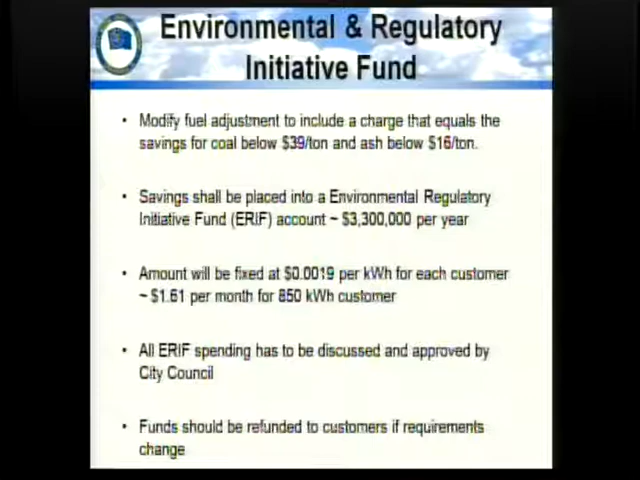 Environmental & Regulatory
Initiative Fund
• Modify fuel adjustment to include a charge that equals the
savings for coal below $39/ton and ash below $16/ton.
• Savings shall be placed into a Environmental Regulatory
Initiative Fund (ERIF) account ~ $3,300,000 per year
• Amount will be fixed at $0.0019 per kWh for each customer
~ $1.61 per month for 850 kWh customer
• All ERIF spending has to be discussed and approved by
City Council
• Funds should be refunded to customers if requirements
change